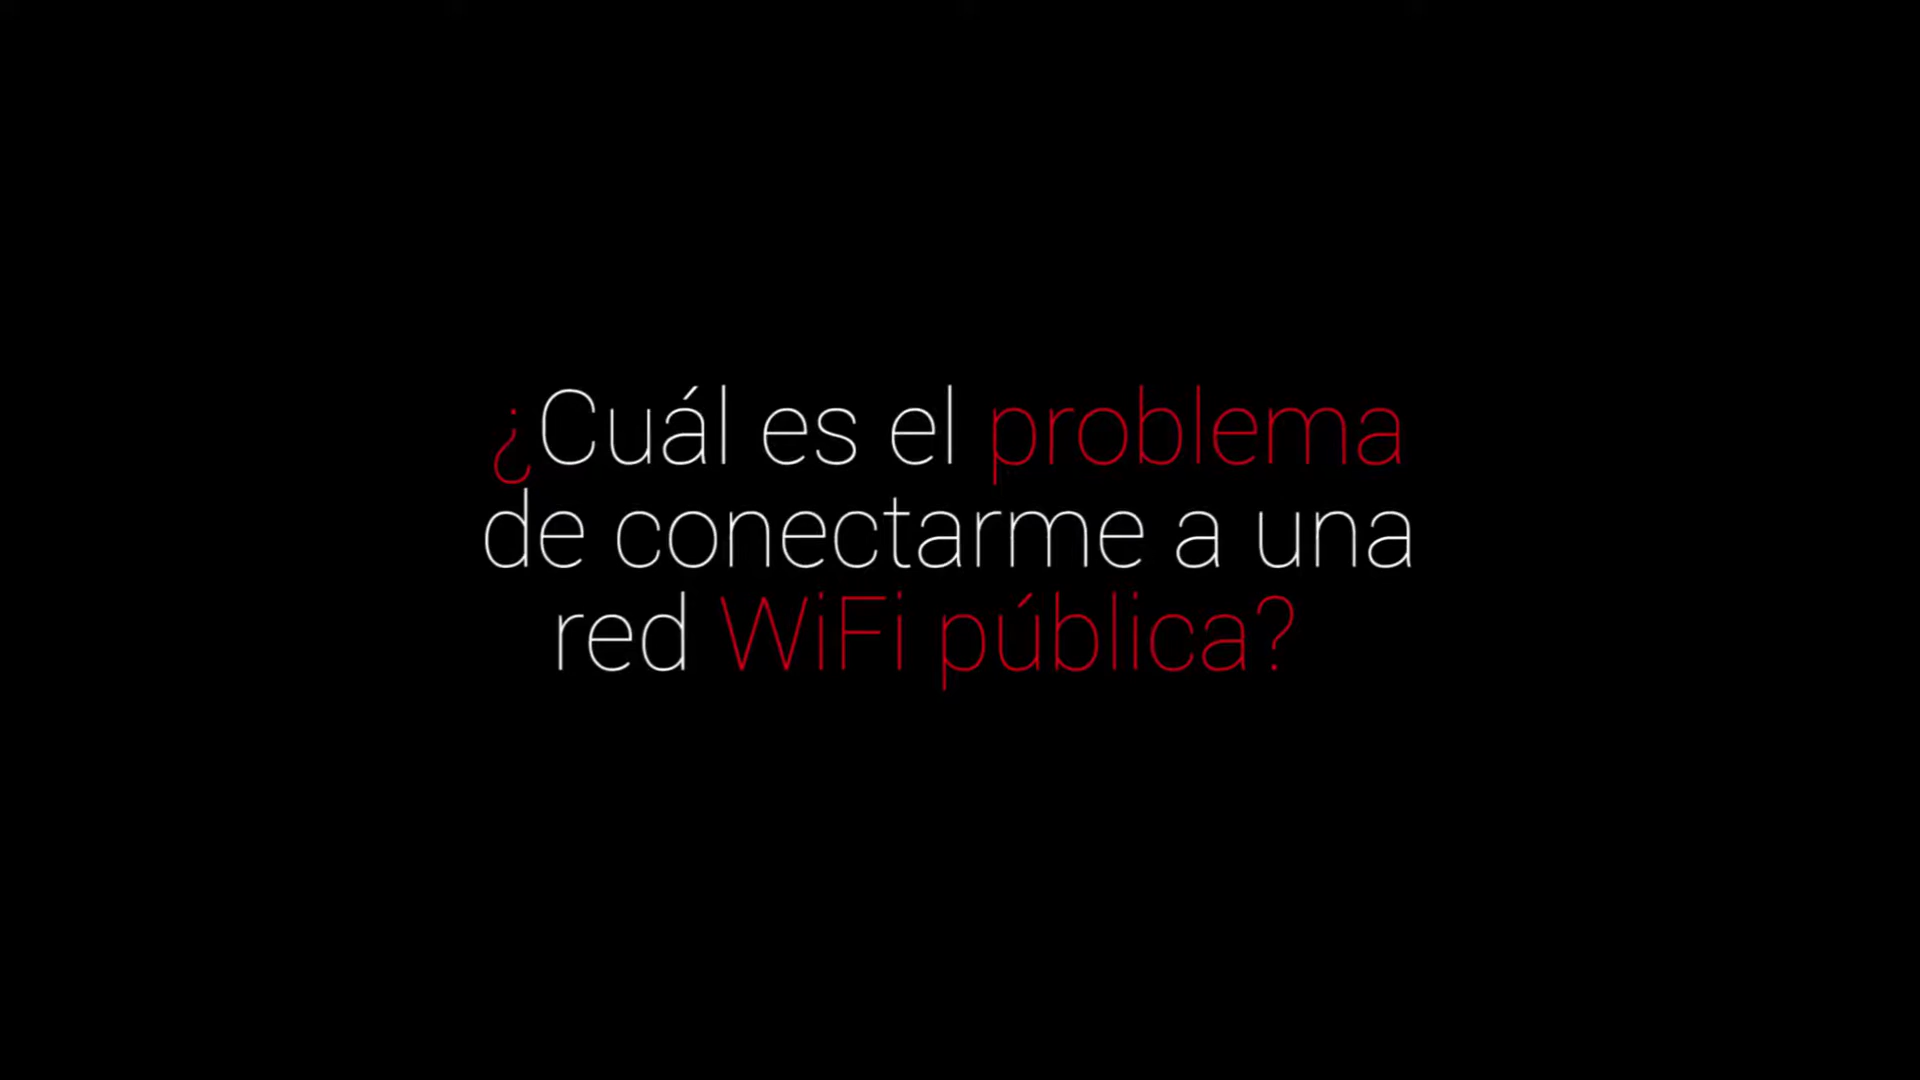 ¿Cuál es el problema
de conectarme a una
red WiFi pública?